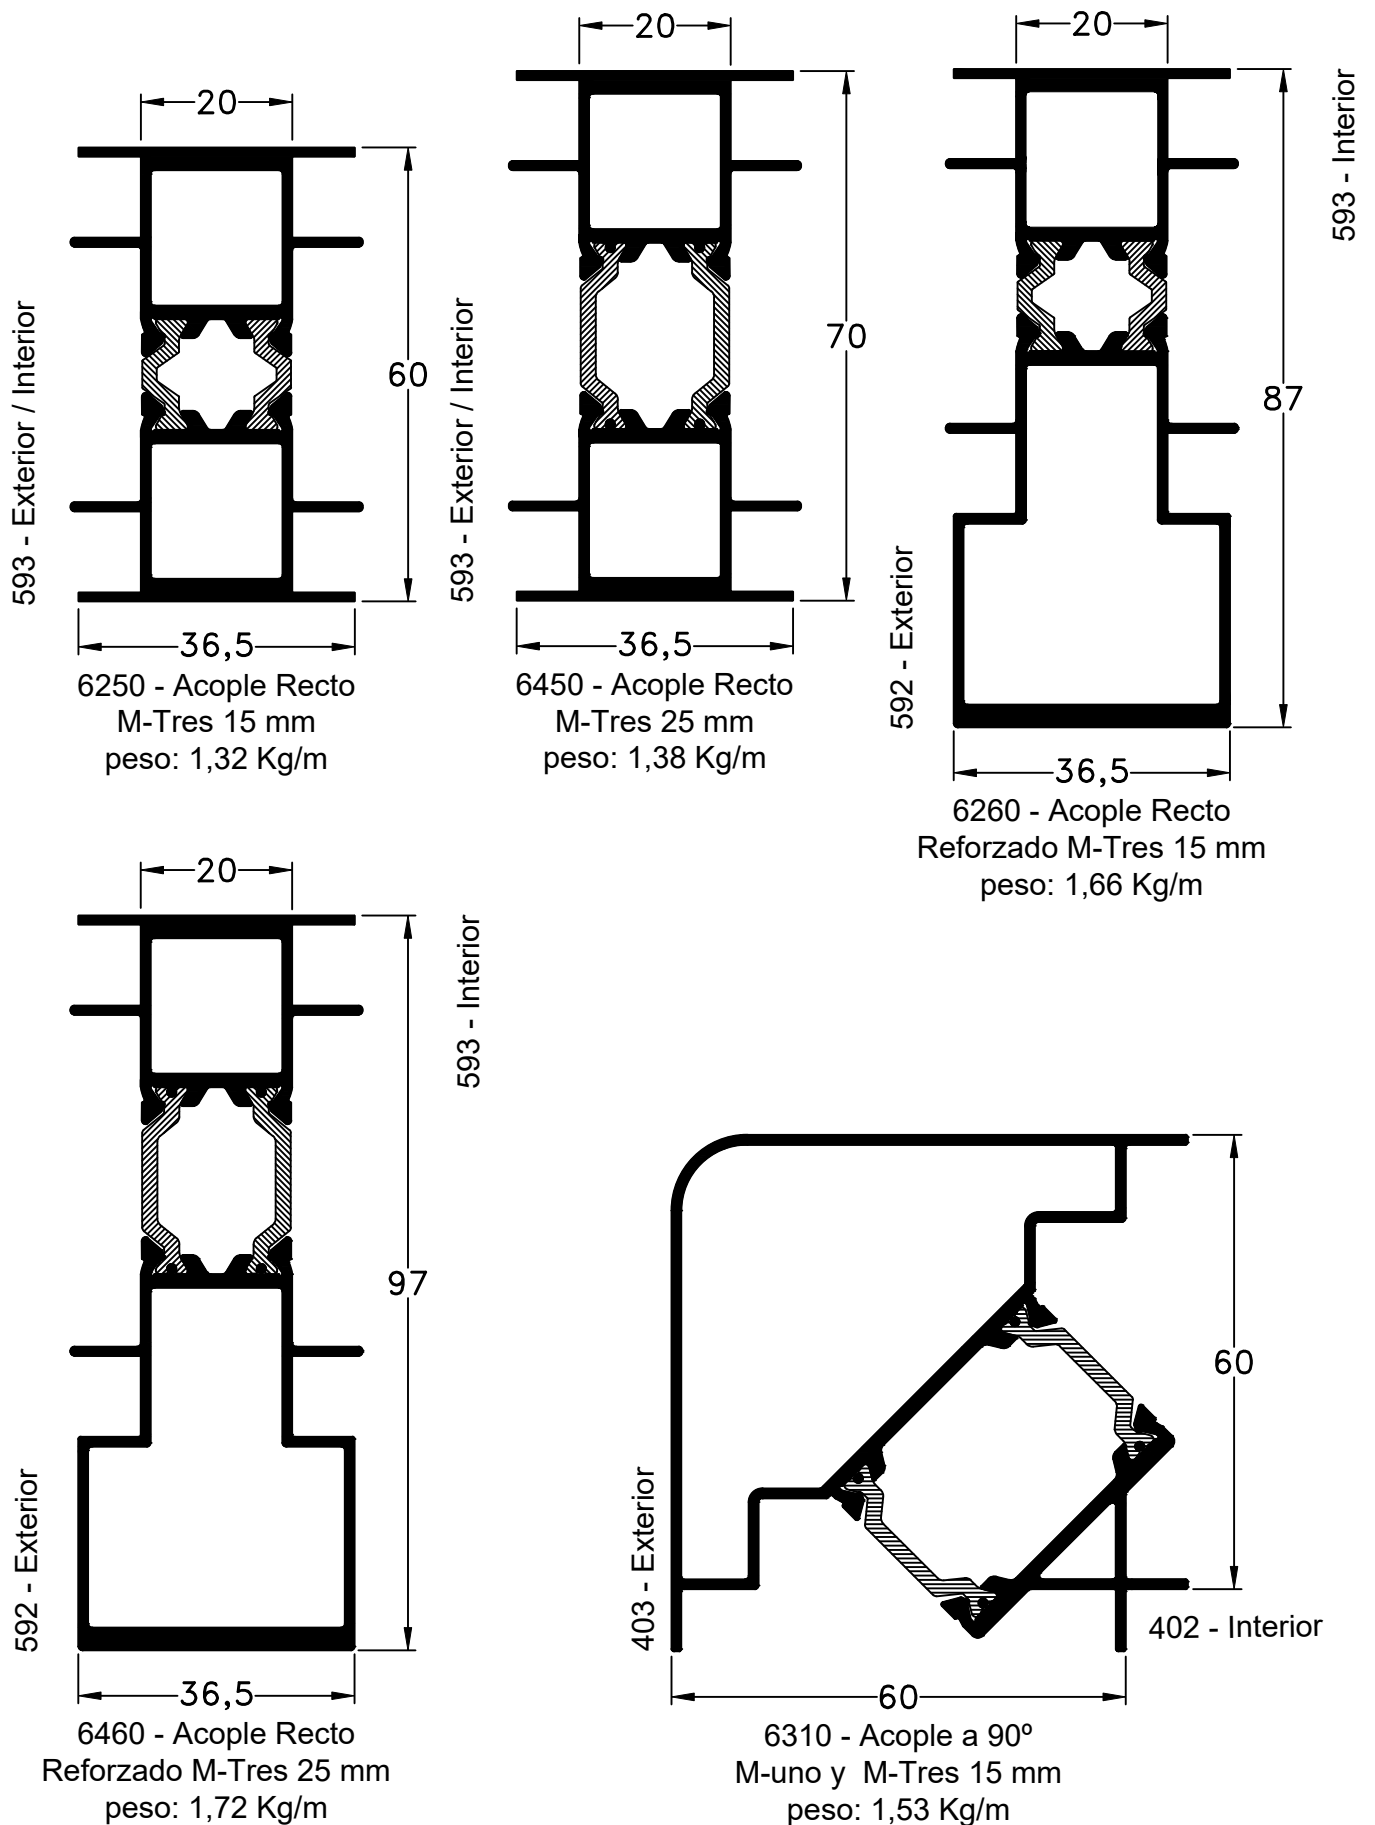 20
60
593 - Exterior / Interior
36,5
6250 - Acople Recto
M-Tres 15 mm
peso: 1,32 Kg/m
20
70
593 - Exterior / Interior
36,5
6450 - Acople Recto
M-Tres 25 mm
peso: 1,38 Kg/m
20
593 - Interior
87
592 - Exterior
36,5
6260 - Acople Recto
Reforzado M-Tres 15 mm
peso: 1,66 Kg/m
20
593 - Interior
97
592 - Exterior
36,5
6460 - Acople Recto
Reforzado M-Tres 25 mm
peso: 1,72 Kg/m
60
403 - Exterior
402 - Interior
60
6310 - Acople a 90º
M-uno y M-Tres 15 mm
peso: 1,53 Kg/m